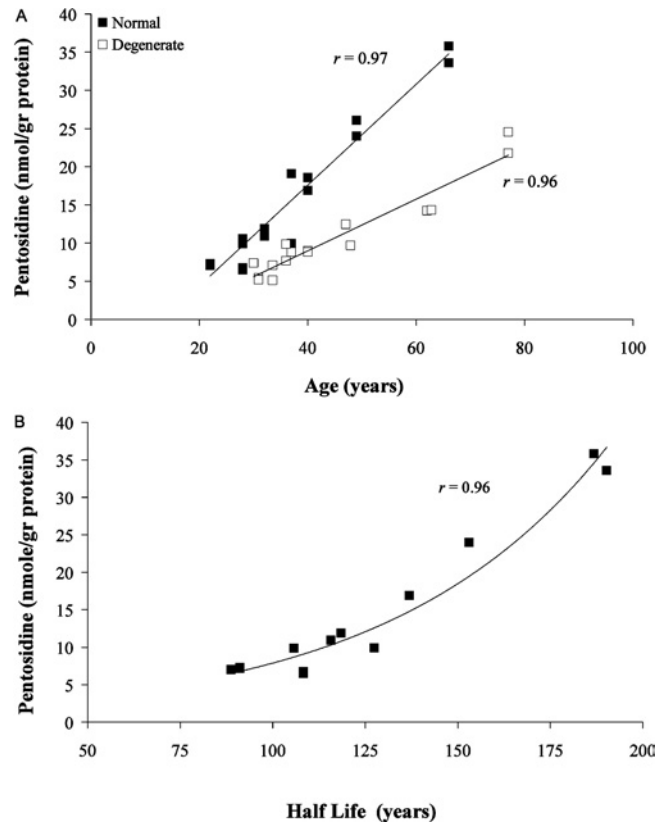 A
■ Normal
□ Degenerate
Pentosidine (nmol/gr protein)
40
35
30
25
20
15
10
5
0
r = 0.97
r = 0.96
0 20 40 60 80 100
Age (years)
B
Pentosidine (nmole/gr protein)
40
35
30
25
20
15
10
5
0
r = 0.96
50 75 100 125 150 175 200
Half Life (years)